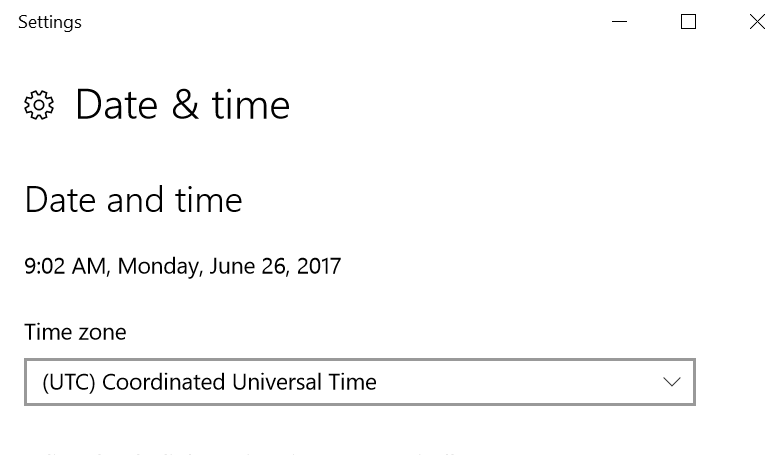 Settings
Date & time
Date and time
9:02 AM, Monday, June 26, 2017
Time zone
(UTC) Coordinated Universal Time